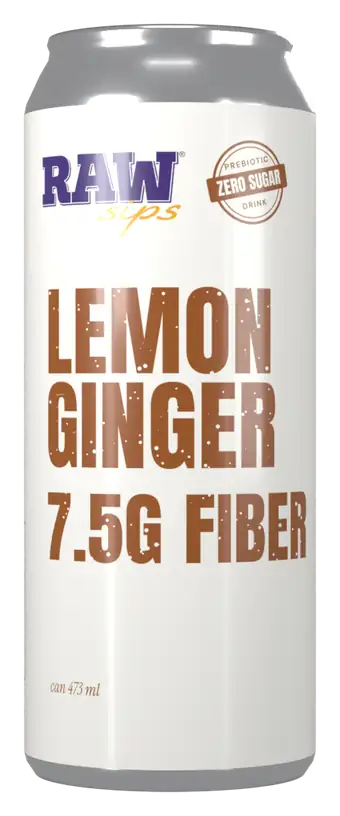 RAW®
sips
PREBIOTIC
ZERO SUGAR
DRINK
LEMON
GINGER
7.5G FIBER
can 473 ml